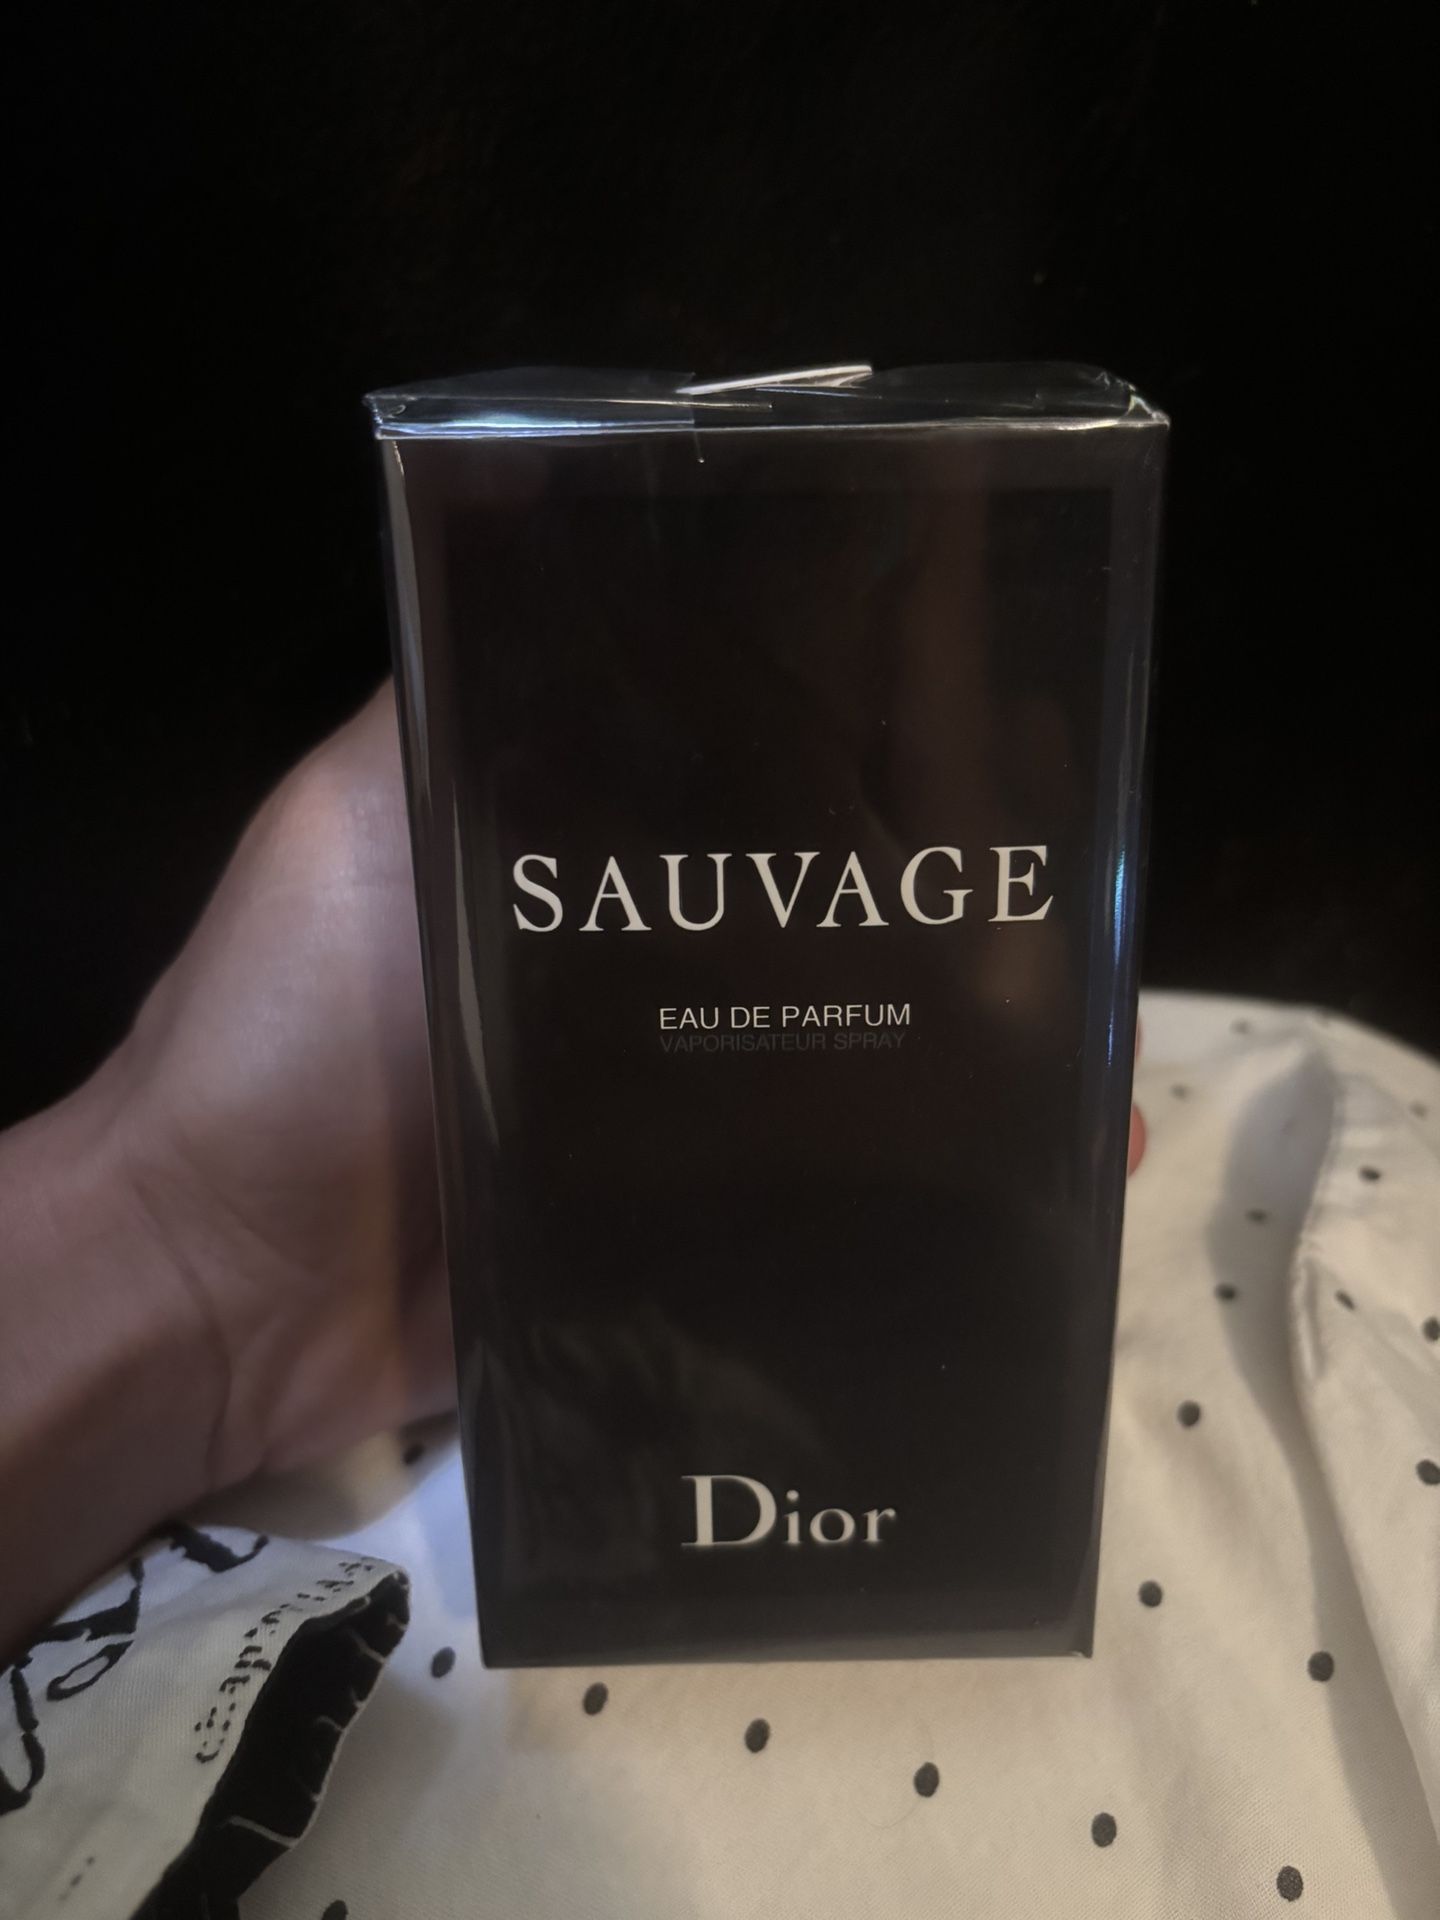 SAUVAGE
EAU DE PARFUM
VAPORISATEUR SPRAY
Dior